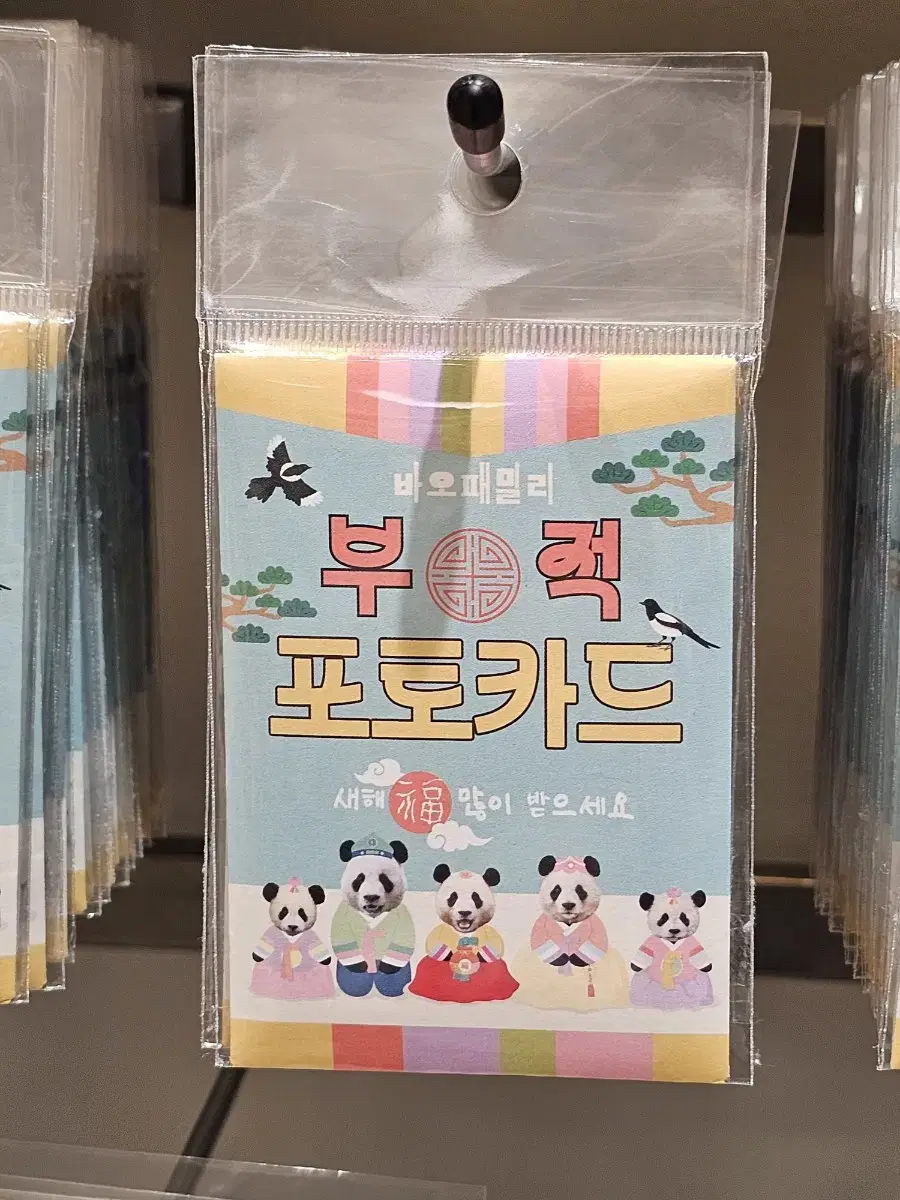 바오패밀리
부적
포토카드
새해 福 많이 받으세요